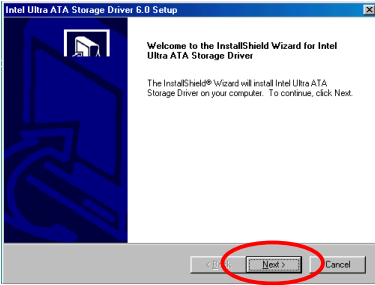 Intel Ultra ATA Storage Driver 6.0 Setup
Welcome to the InstallShield Wizard for Intel
Ultra ATA Storage Driver
The InstallShield® Wizard will install Intel Ultra ATA
Storage Driver on your computer. To continue, click Next.
Next >
Cancel